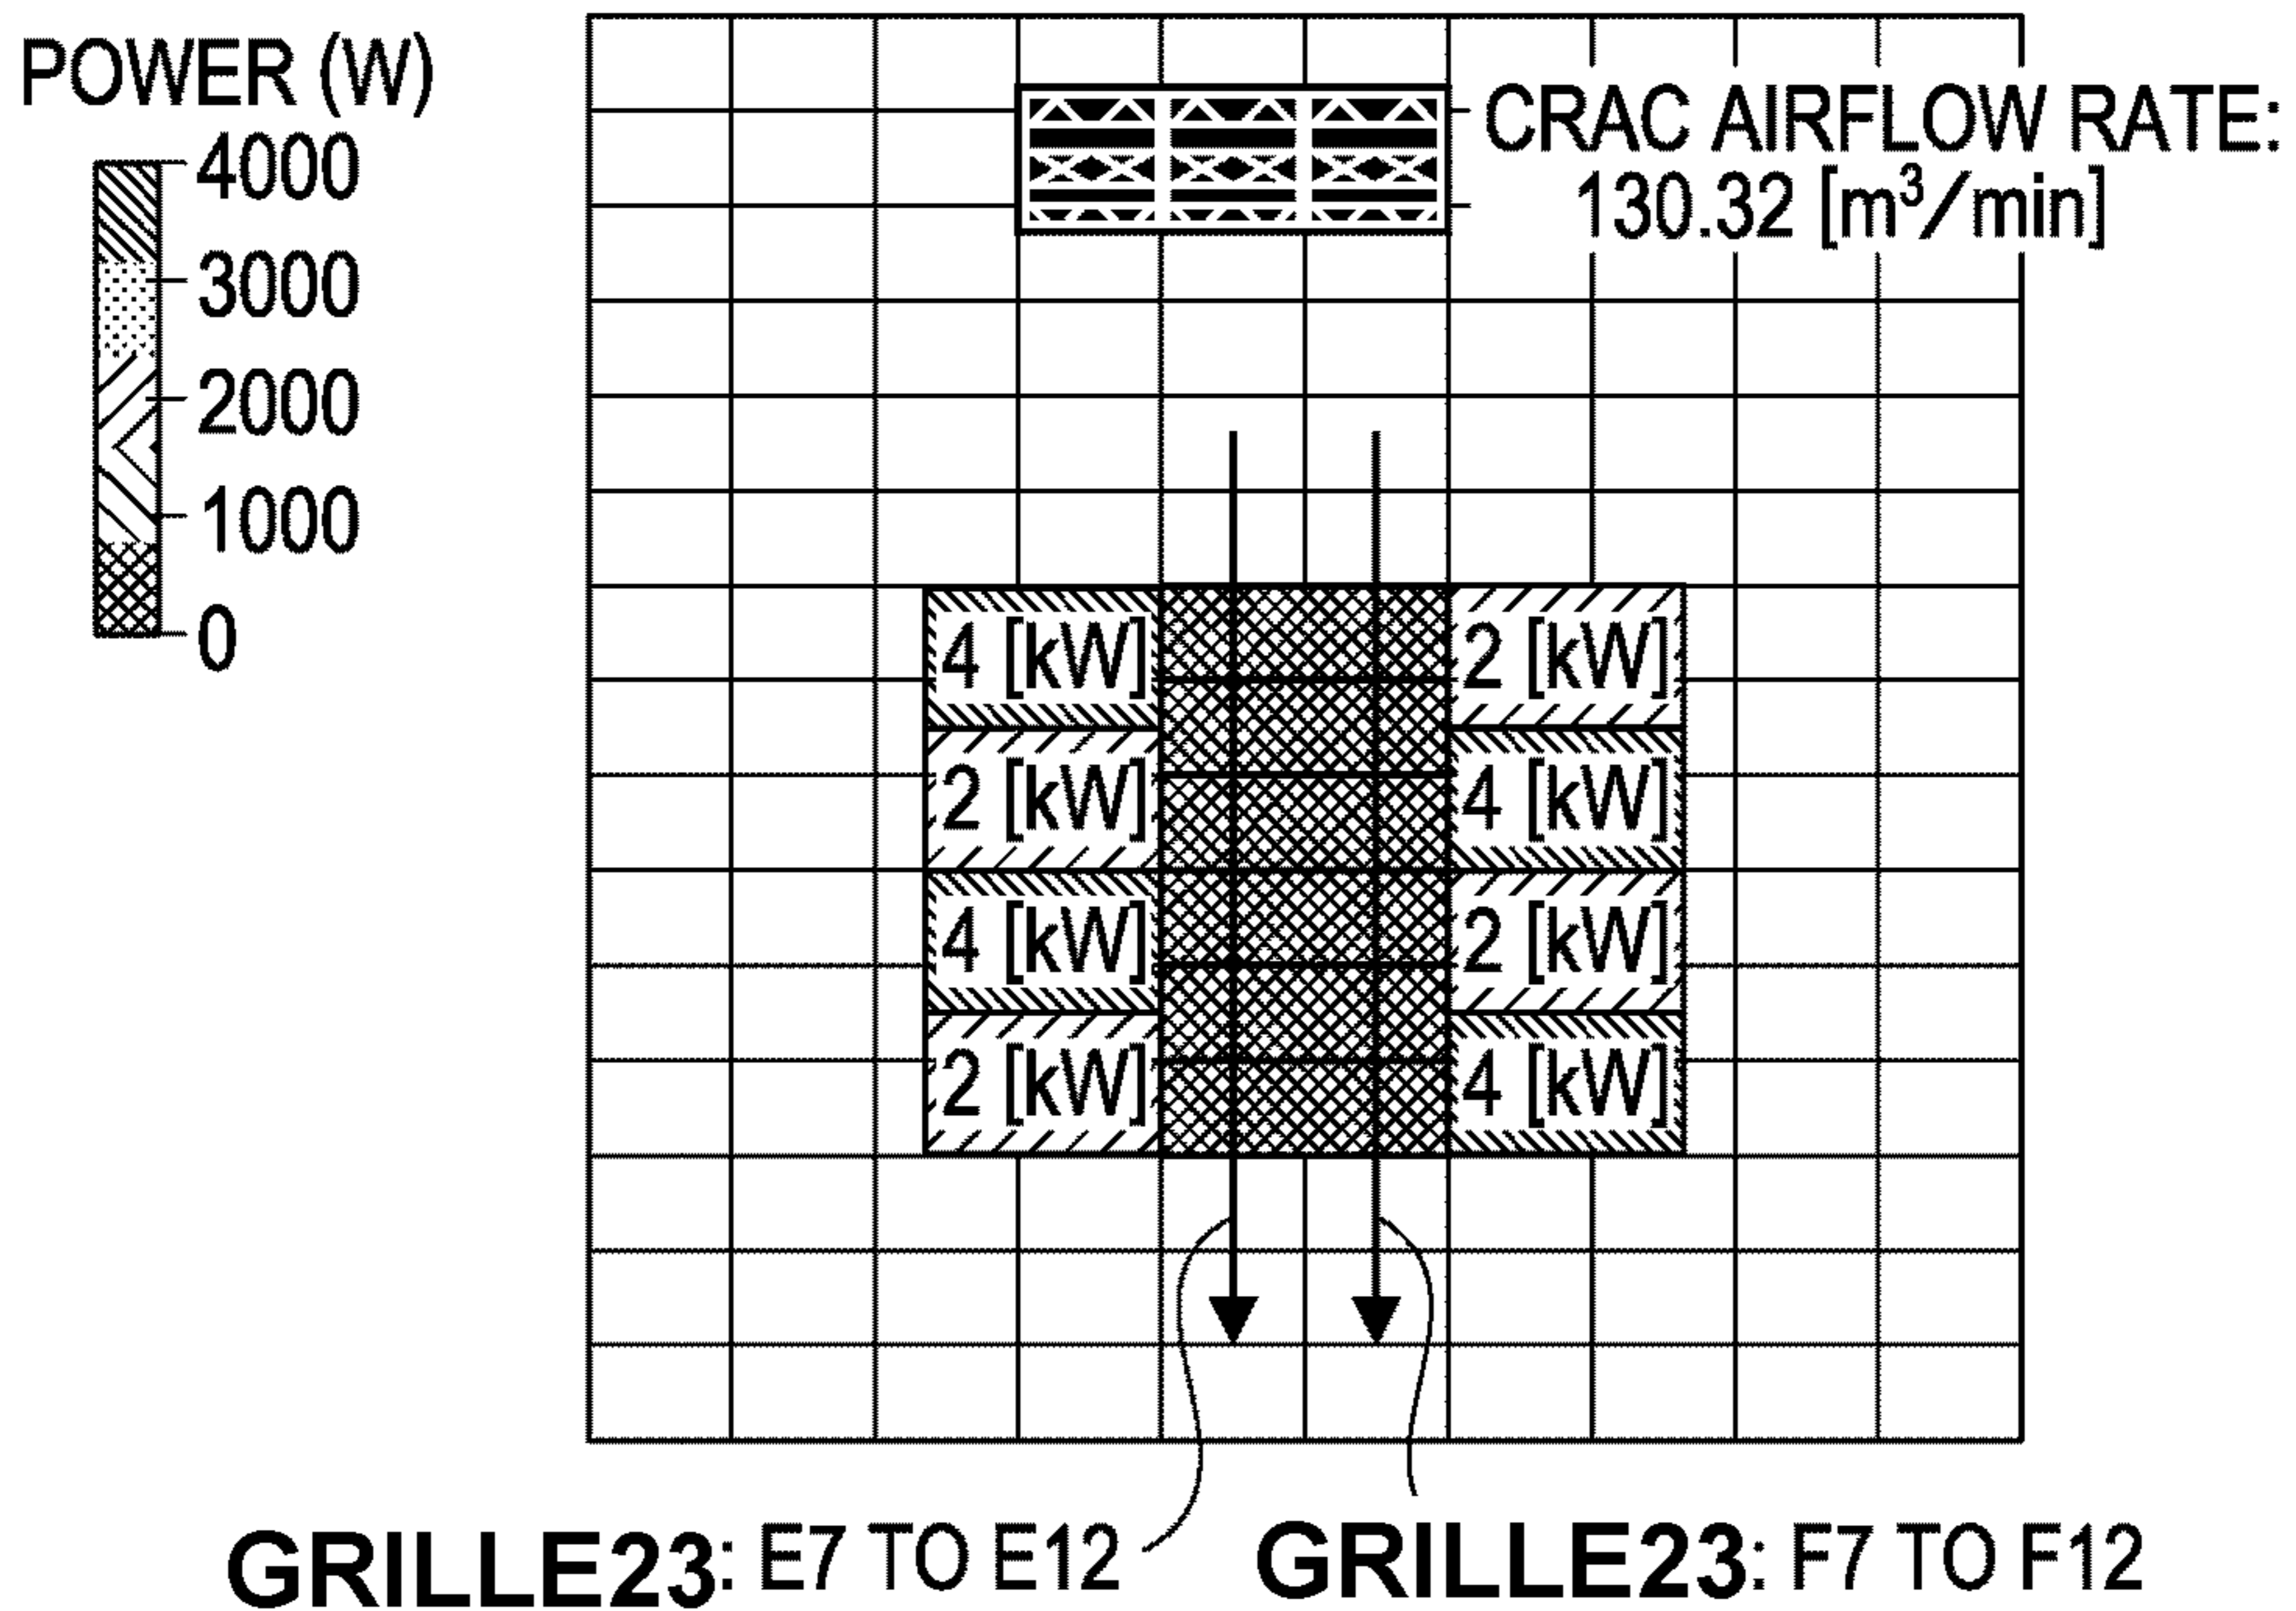 POWER (W)
4000
3000
2000
1000
0
CRAC AIRFLOW RATE:
130.32 [m³/min]
4 [kW]
2 [kW]
2 [kW]
4 [kW]
4 [kW]
2 [kW]
2 [kW]
4 [kW]
GRILLE23: E7 TO E12
GRILLE23: F7 TO F12